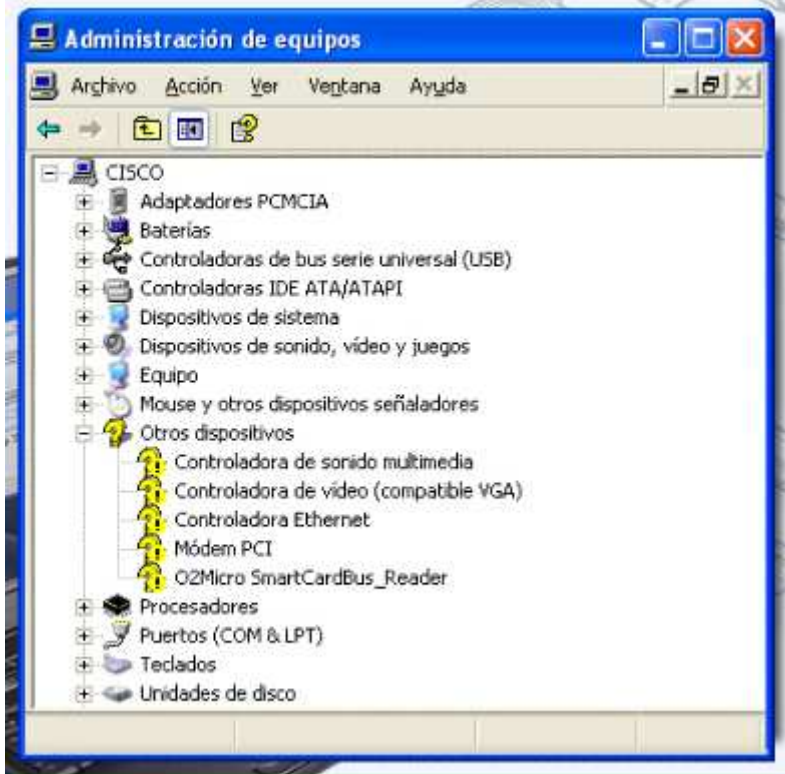 Administración de equipos
Archivo Acción Ver Ventana Ayuda
CISCO
Adaptadores PCMCIA
Baterías
Controladoras de bus serie universal (USB)
Controladoras IDE ATA/ATAPI
Dispositivos de sistema
Dispositivos de sonido, vídeo y juegos
Equipo
Mouse y otros dispositivos señaladores
Otros dispositivos
Controladora de sonido multimedia
Controladora de vídeo (compatible VGA)
Controladora Ethernet
Módem PCI
O2Micro SmartCardBus_Reader
Procesadores
Puertos (COM & LPT)
Teclados
Unidades de disco